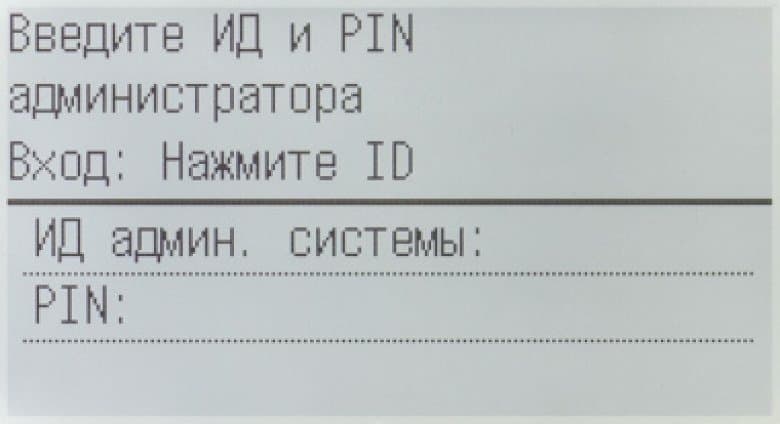 Введите ИД и PIN
администратора
Вход: Нажмите ID
ИД админ. системы:
PIN: